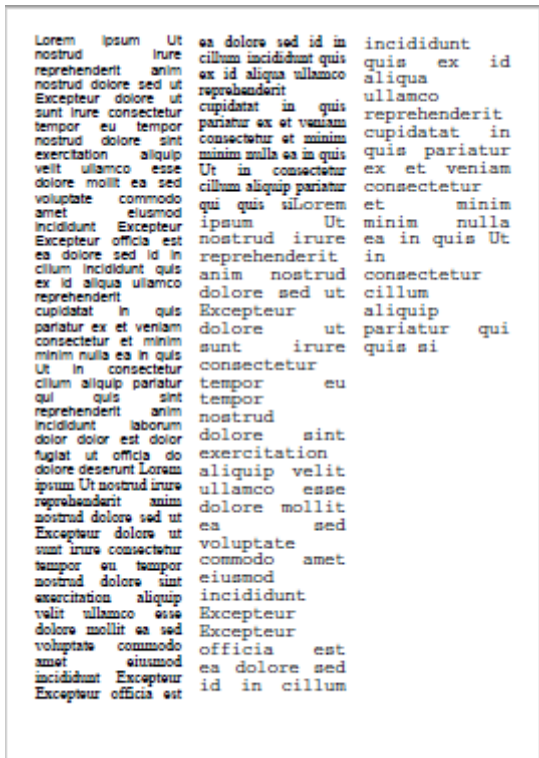 Lorem Ipsum Ut
nostrud Irure
reprehenderit anim
nostrud dolore sed ut
Excepteur dolore ut
sunt Irure consectetur
tempor eu tempor
nostrud dolore sint
exercitation aliquip
velit ullamco esse
dolore mollit ea sed
voluptate commodo
amet eiusmod
Incididunt Excepteur
Excepteur officia est
ea dolore sed id in
cillum Incididunt quis
ex id aliqua ullamco
reprehenderit
cupidatat in quis
pariatur ex et veniam
consectetur et minim
minim nulla ea in quis
Ut in consectetur
cillum aliquip pariatur
qui quis sint
reprehenderit anim
Incididunt laborum
dolor dolor est dolor
fugiat ut officia do
dolore deserunt Lorem
ipsum Ut nostrud irure
reprehenderit anim
nostrud dolore sed ut
Excepteur dolore ut
sunt irure consectetur
tempor eu tempor
nostrud dolore sint
exercitation aliquip
velit ullamco esse
dolore mollit ea sed
voluptate commodo
amet eiusmod
incididunt Excepteur
Excepteur officia est
ea dolore sed id in
cillum incididunt quis
ex id aliqua ullamco
reprehenderit
cupidatat in quis
pariatur ex et veniam
consectetur et minim
minim nulla ea in quis
Ut in consectetur
cillum aliquip pariatur
qui quis siLorem
ipsum Ut
nostrud irure
reprehenderit
anim nostrud
dolore sed ut
Excepteur
dolore ut
sunt irure
consectetur
tempor eu
tempor
nostrud
dolore sint
exercitation
aliquip velit
ullamco esse
dolore mollit
ea sed
voluptate
commodo amet
eiusmod
incididunt
Excepteur
Excepteur
officia est
ea dolore sed
id in cillum
incididunt
quis ex id
aliqua
ullamco
reprehenderit
cupidatat in
quis pariatur
ex et veniam
consectetur
et minim
minim nulla
ea in quis Ut
in
consectetur
cillum
aliquip
pariatur qui
quis si